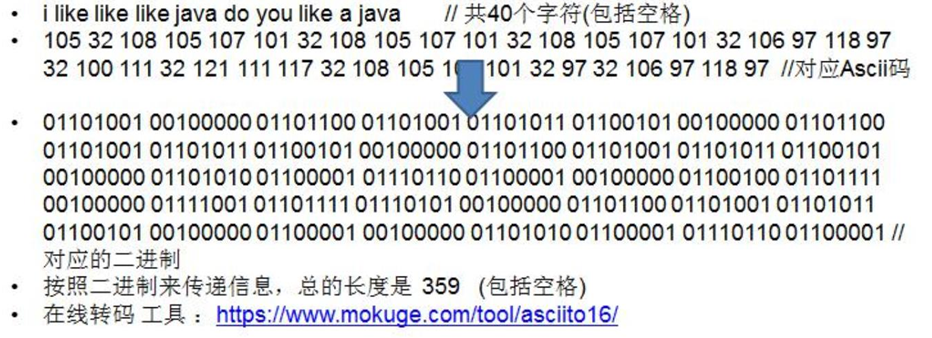 • i like like like java do you like a java // 共40个字符(包括空格)
• 105 32 108 105 107 101 32 108 105 107 101 32 108 105 107 101 32 106 97 118 97
32 100 111 32 121 111 117 32 108 105 101 32 97 32 106 97 118 97 //对应Ascii码
• 01101001 00100000 01101100 01101001 01101011 01100101 00100000 01101100
01101001 01101011 01100101 00100000 01101100 01101001 01101011 01100101
00100000 01101010 01100001 01110110 01100001 00100000 01100100 01101111
00100000 01111001 01101111 01110101 00100000 01101100 01101001 01101011
01100101 00100000 01100001 00100000 01101010 01100001 01110110 01100001 //
对应的二进制
• 按照二进制来传递信息，总的长度是 359 (包括空格)
• 在线转码 工具 ：https://www.mokuge.com/tool/asciito16/